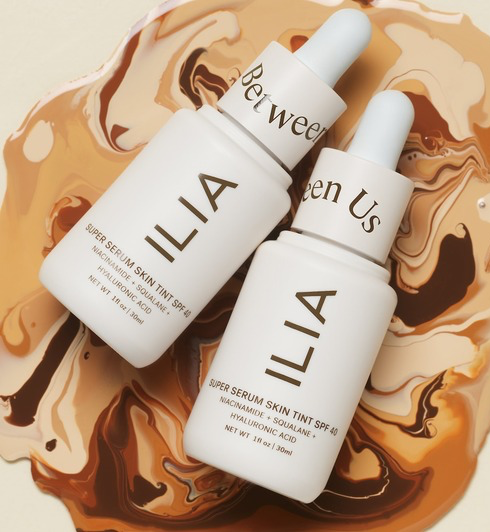 Between
ILIA
SUPER SERUM SKIN TINT SPF 40
NIACINAMIDE + SQUALANE +
HYALURONIC ACID
NET WT 1 fl oz | 30ml
een Us
ILIA
SUPER SERUM SKIN TINT SPF 40
NIACINAMIDE + SQUALANE +
HYALURONIC ACID
NET WT 1 fl oz | 30ml